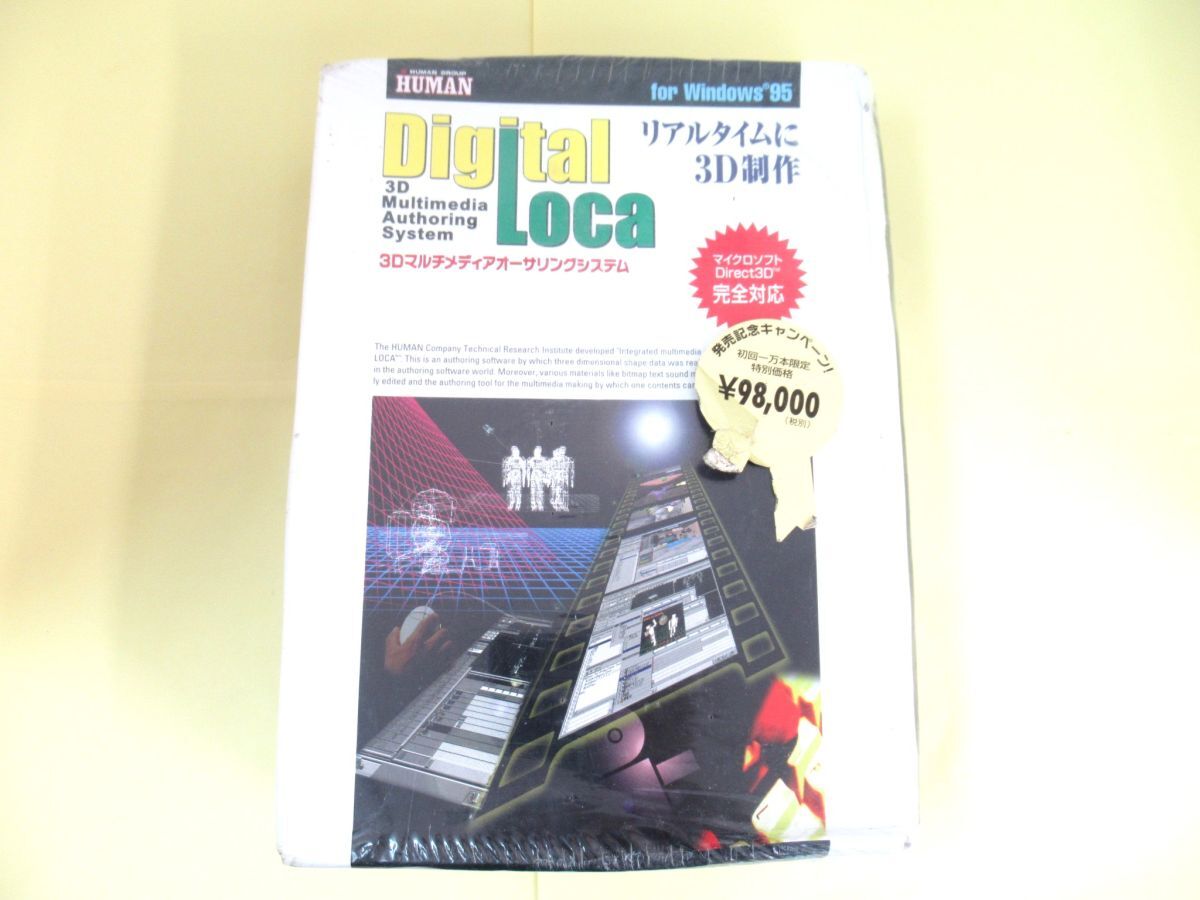 HUMAN GROUP
HUMAN
for Windows®95
Digital
Loca
リアルタイムに
3D制作
3D
Multimedia
Authoring
System
3Dマルチメディアオーサリングシステム
マイクロソフト
Direct3D™
完全対応
発売記念キャンペーン!
初回一万本限定
特別価格
¥98,000
(税別)
The HUMAN Company Technical Research Institute developed "Integrated multimedia
LOCA™". This is an authoring software by which three dimensional shape data was
in the authoring software world. Moreover, various materials like bitmap text sound
ly edited and the authoring tool for the multimedia making by which one contents